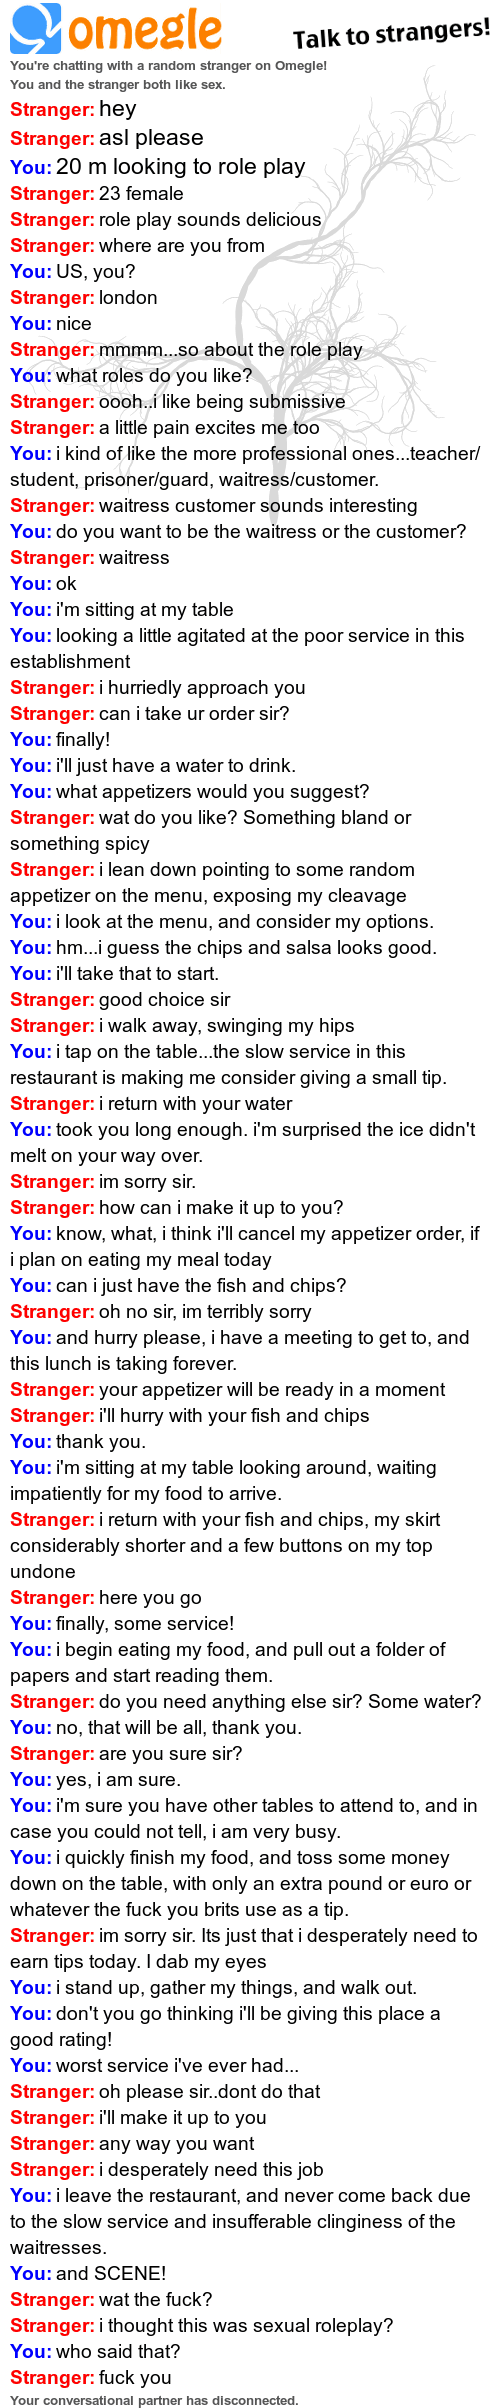 omegle
Talk to strangers!
You're chatting with a random stranger on Omegle!
You and the stranger both like sex.
Stranger: hey
Stranger: asl please
You: 20 m looking to role play
Stranger: 23 female
Stranger: role play sounds delicious
Stranger: where are you from
You: US, you?
Stranger: london
You: nice
Stranger: mmmm...so about the role play
You: what roles do you like?
Stranger: oooh..i like being submissive
Stranger: a little pain excites me too
You: i kind of like the more professional ones...teacher/
student, prisoner/guard, waitress/customer.
Stranger: waitress customer sounds interesting
You: do you want to be the waitress or the customer?
Stranger: waitress
You: ok
You: i'm sitting at my table
You: looking a little agitated at the poor service in this
establishment
Stranger: i hurriedly approach you
Stranger: can i take ur order sir?
You: finally!
You: i'll just have a water to drink.
You: what appetizers would you suggest?
Stranger: wat do you like? Something bland or
something spicy
Stranger: i lean down pointing to some random
appetizer on the menu, exposing my cleavage
You: i look at the menu, and consider my options.
You: hm...i guess the chips and salsa looks good.
You: i'll take that to start.
Stranger: good choice sir
Stranger: i walk away, swinging my hips
You: i tap on the table...the slow service in this
restaurant is making me consider giving a small tip.
Stranger: i return with your water
You: took you long enough. i'm surprised the ice didn't
melt on your way over.
Stranger: im sorry sir.
Stranger: how can i make it up to you?
You: know, what, i think i'll cancel my appetizer order, if
i plan on eating my meal today
You: can i just have the fish and chips?
Stranger: oh no sir, im terribly sorry
You: and hurry please, i have a meeting to get to, and
this lunch is taking forever.
Stranger: your appetizer will be ready in a moment
Stranger: i'll hurry with your fish and chips
You: thank you.
You: i'm sitting at my table looking around, waiting
impatiently for my food to arrive.
Stranger: i return with your fish and chips, my skirt
considerably shorter and a few buttons on my top
undone
Stranger: here you go
You: finally, some service!
You: i begin eating my food, and pull out a folder of
papers and start reading them.
Stranger: do you need anything else sir? Some water?
You: no, that will be all, thank you.
Stranger: are you sure sir?
You: yes, i am sure.
You: i'm sure you have other tables to attend to, and in
case you could not tell, i am very busy.
You: i quickly finish my food, and toss some money
down on the table, with only an extra pound or euro or
whatever the fuck you brits use as a tip.
Stranger: im sorry sir. Its just that i desperately need to
earn tips today. I dab my eyes
You: i stand up, gather my things, and walk out.
You: don't you go thinking i'll be giving this place a
good rating!
You: worst service i've ever had...
Stranger: oh please sir..dont do that
Stranger: i'll make it up to you
Stranger: any way you want
Stranger: i desperately need this job
You: i leave the restaurant, and never come back due
to the slow service and insufferable clinginess of the
waitresses.
You: and SCENE!
Stranger: wat the fuck?
Stranger: i thought this was sexual roleplay?
You: who said that?
Stranger: fuck you
Your conversational partner has disconnected.